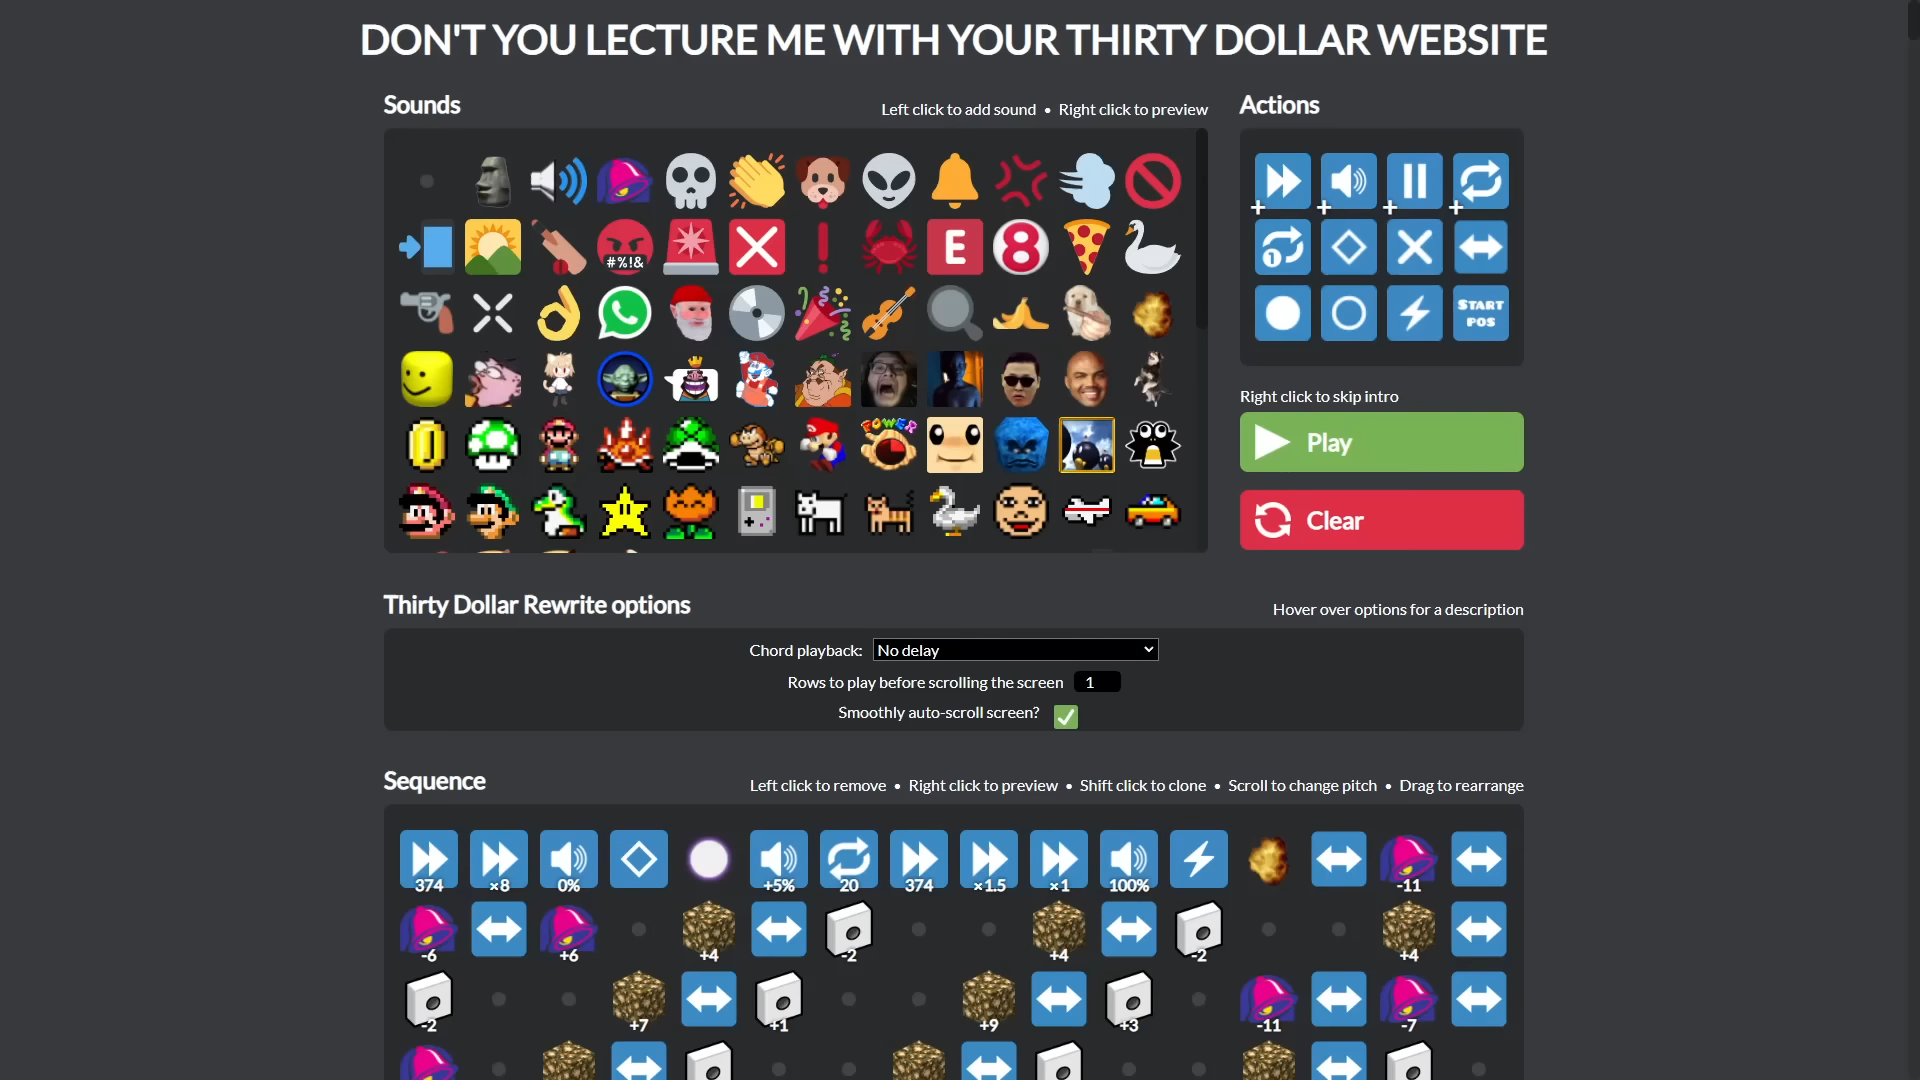 DON'T YOU LECTURE ME WITH YOUR THIRTY DOLLAR WEBSITE
Sounds
Left click to add sound • Right click to preview
Actions
#%!&
E
8
1
START
POS
POWER
Right click to skip intro
Play
Clear
Thirty Dollar Rewrite options
Hover over options for a description
Chord playback: No delay
Rows to play before scrolling the screen 1
Smoothly auto-scroll screen?
Sequence
Left click to remove • Right click to preview • Shift click to clone • Scroll to change pitch • Drag to rearrange
374 ×8 0% +5% 20 374 ×1.5 ×1 100% -11
-6 +6 +4 -2 +4 -2 +4
-2 +7 +1 +9 +3 -11 -7